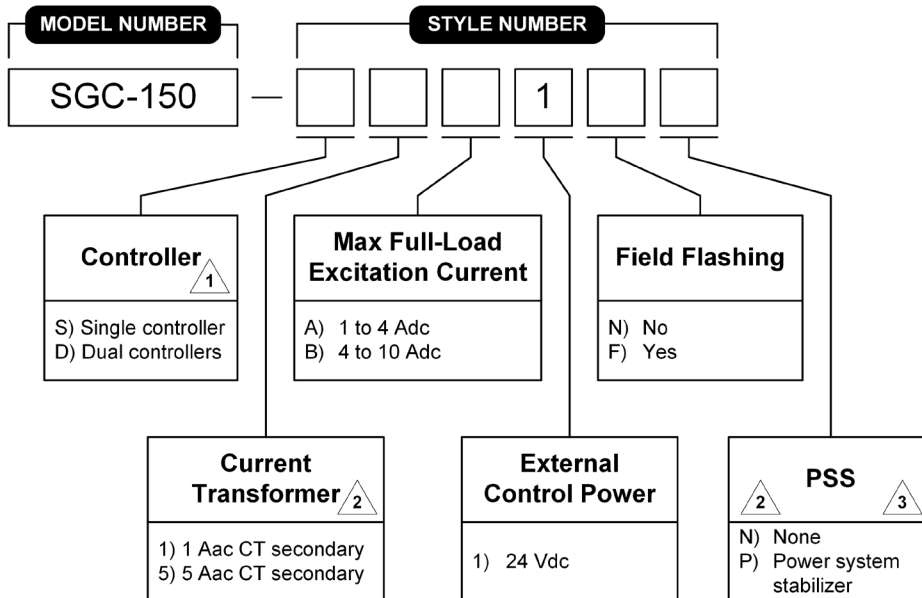 MODEL NUMBER
STYLE NUMBER
SGC-150 — 1
Controller
1
S) Single controller
D) Dual controllers
Max Full-Load
Excitation Current
A) 1 to 4 Adc
B) 4 to 10 Adc
Field Flashing
N) No
F) Yes
Current
Transformer
2
1) 1 Aac CT secondary
5) 5 Aac CT secondary
External
Control Power
1) 24 Vdc
PSS
2
3
N) None
P) Power system
stabilizer